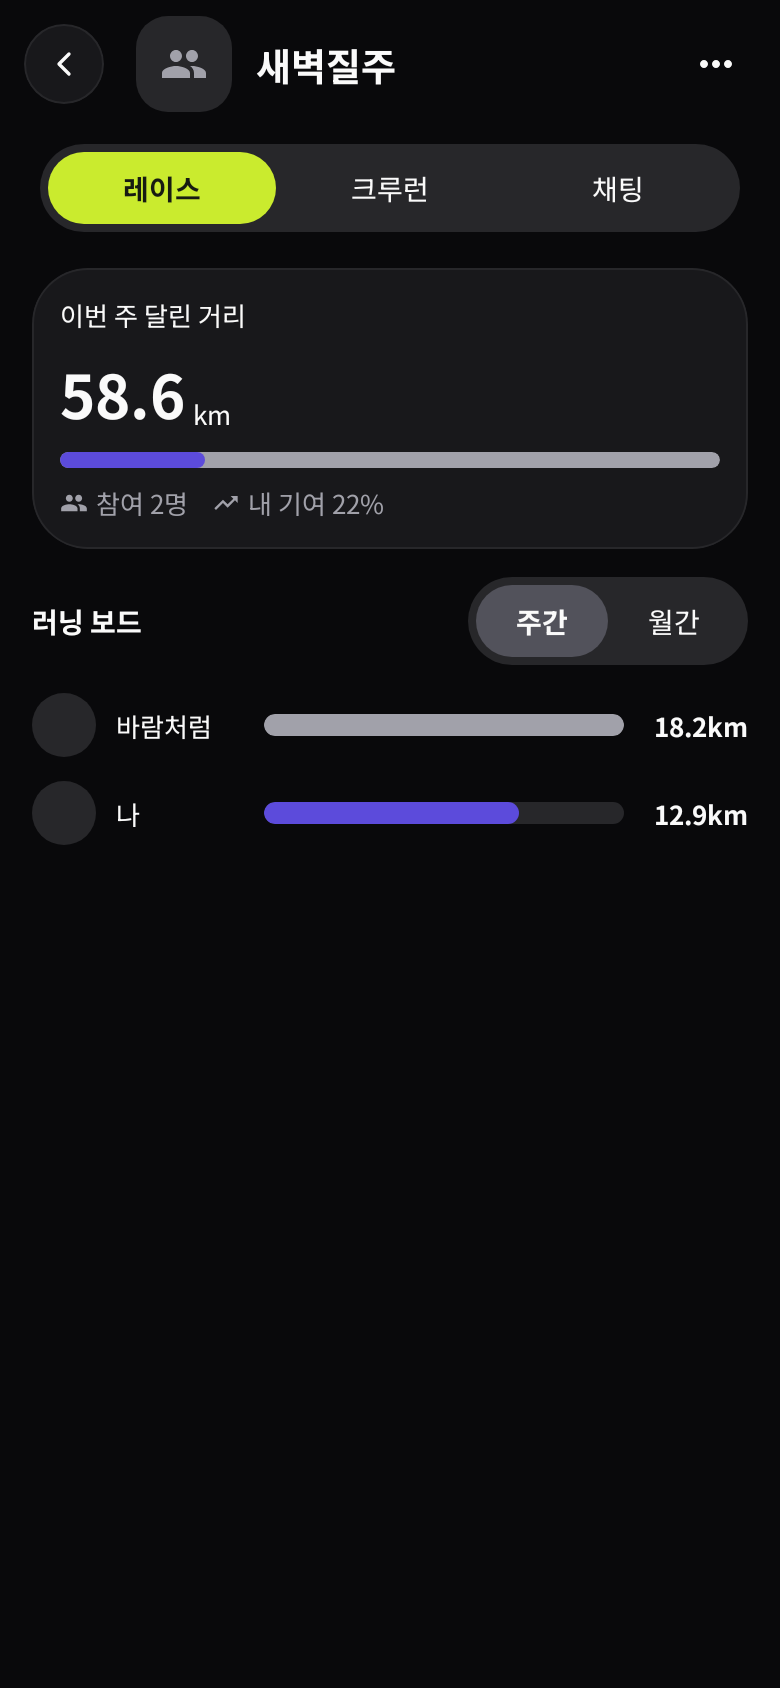 새벽질주
레이스 크루런 채팅
이번 주 달린 거리
58.6 km
참여 2명 내 기여 22%
러닝 보드 주간 월간
바람처럼 18.2km
나 12.9km